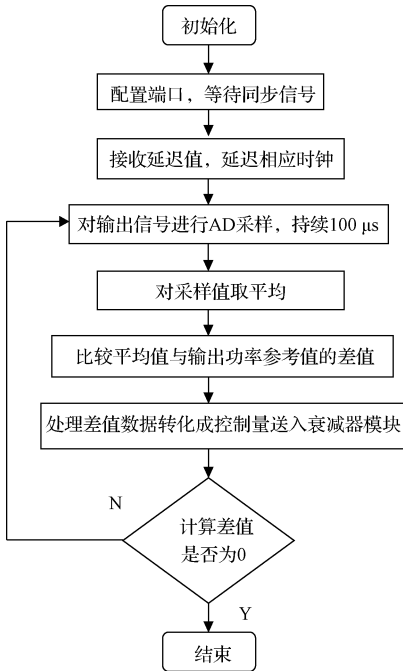 初始化
配置端口，等待同步信号
接收延迟值，延迟相应时钟
对输出信号进行AD采样，持续100 μs
对采样值取平均
比较平均值与输出功率参考值的差值
处理差值数据转化成控制量送入衰减器模块
N
计算差值
是否为0
Y
结束